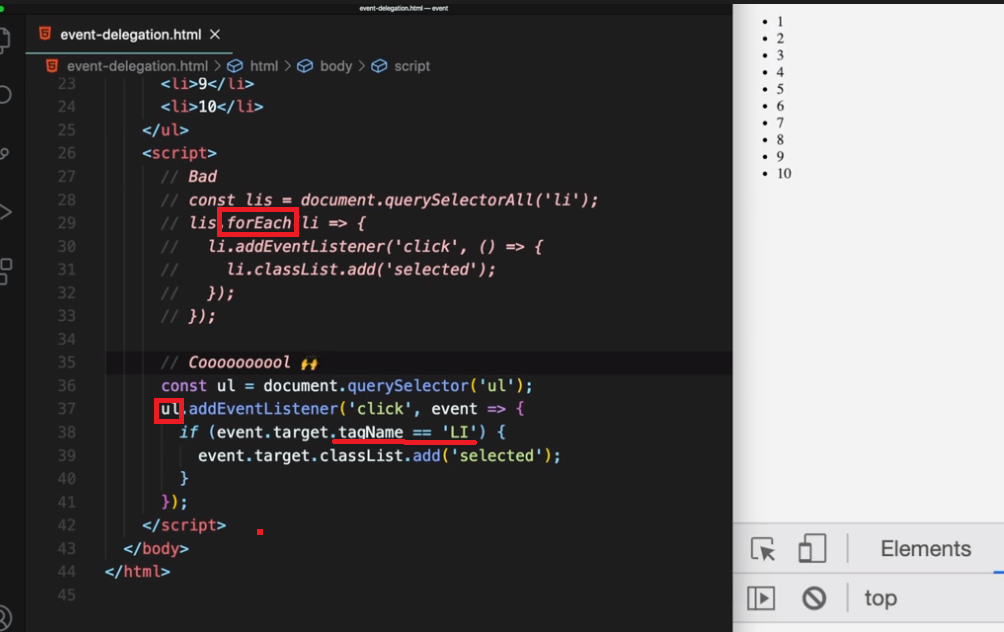 event-delegation.html — event
event-delegation.html ×
event-delegation.html > html > body > script
23 <li>9</li>
24 <li>10</li>
25 </ul>
26 <script>
27 // Bad
28 // const lis = document.querySelectorAll('li');
29 // lis.forEach(li => {
30 // li.addEventListener('click', () => {
31 // li.classList.add('selected');
32 // });
33 // });
34
35 // Cooooooooool 🙌
36 const ul = document.querySelector('ul');
37 ul.addEventListener('click', event => {
38 if (event.target.tagName == 'LI') {
39 event.target.classList.add('selected');
40 }
41 });
42 </script>
43 </body>
44 </html>
45
• 1
• 2
• 3
• 4
• 5
• 6
• 7
• 8
• 9
• 10
Elements
top